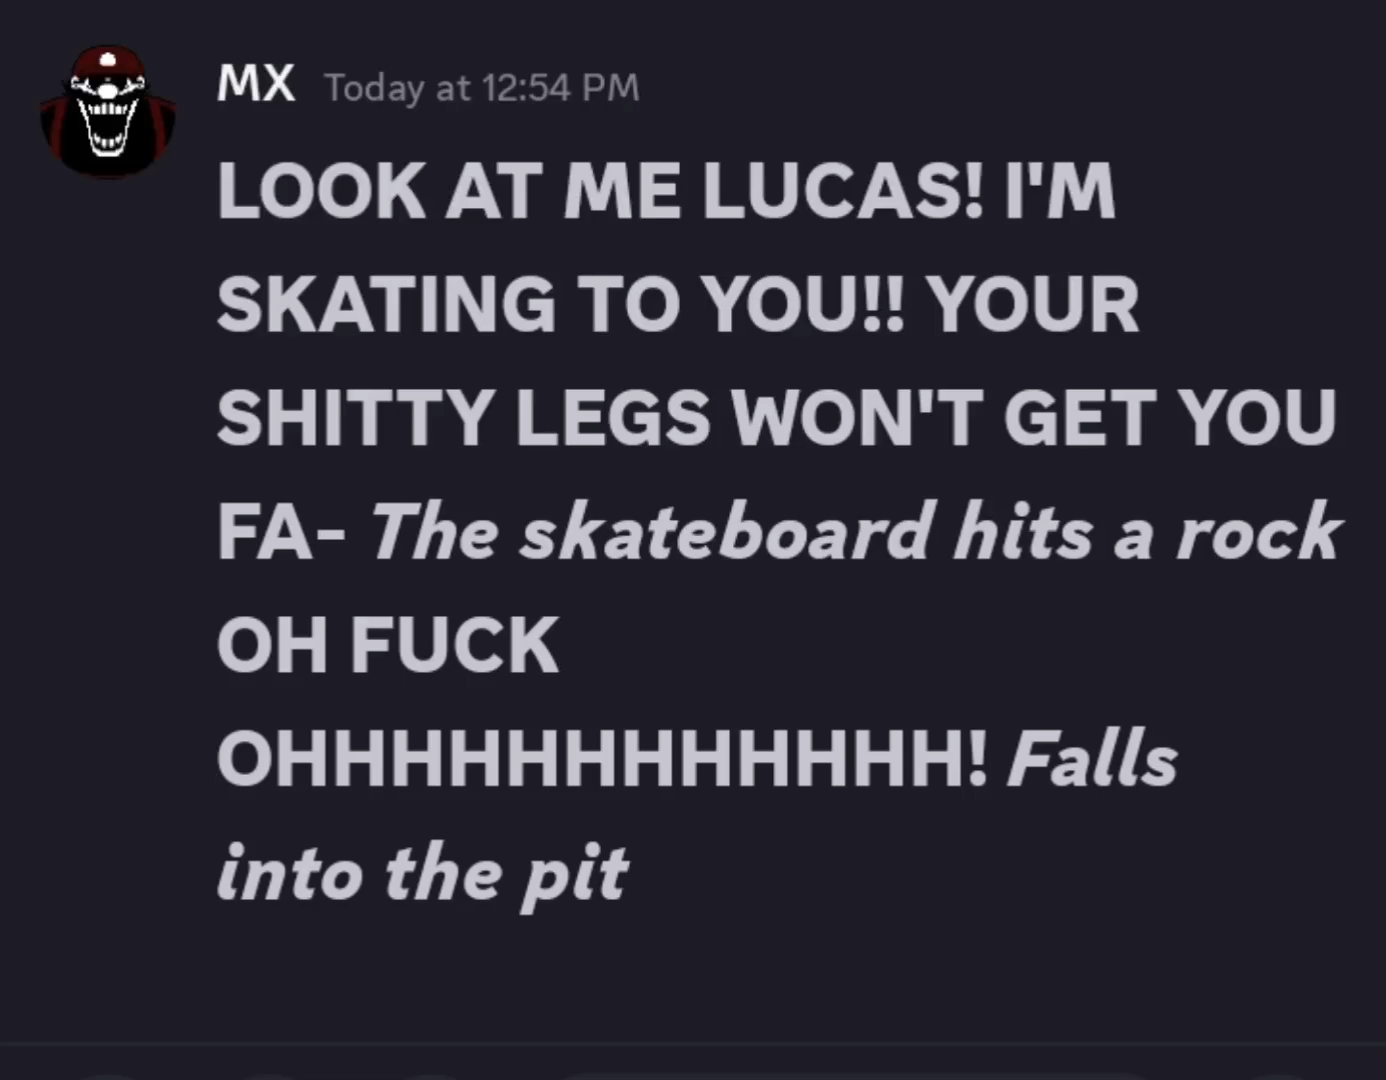 MX Today at 12:54 PM
LOOK AT ME LUCAS! I'M
SKATING TO YOU!! YOUR
SHITTY LEGS WON'T GET YOU
FA- The skateboard hits a rock
OH FUCK
OHHHHHHHHHHHH! Falls
into the pit